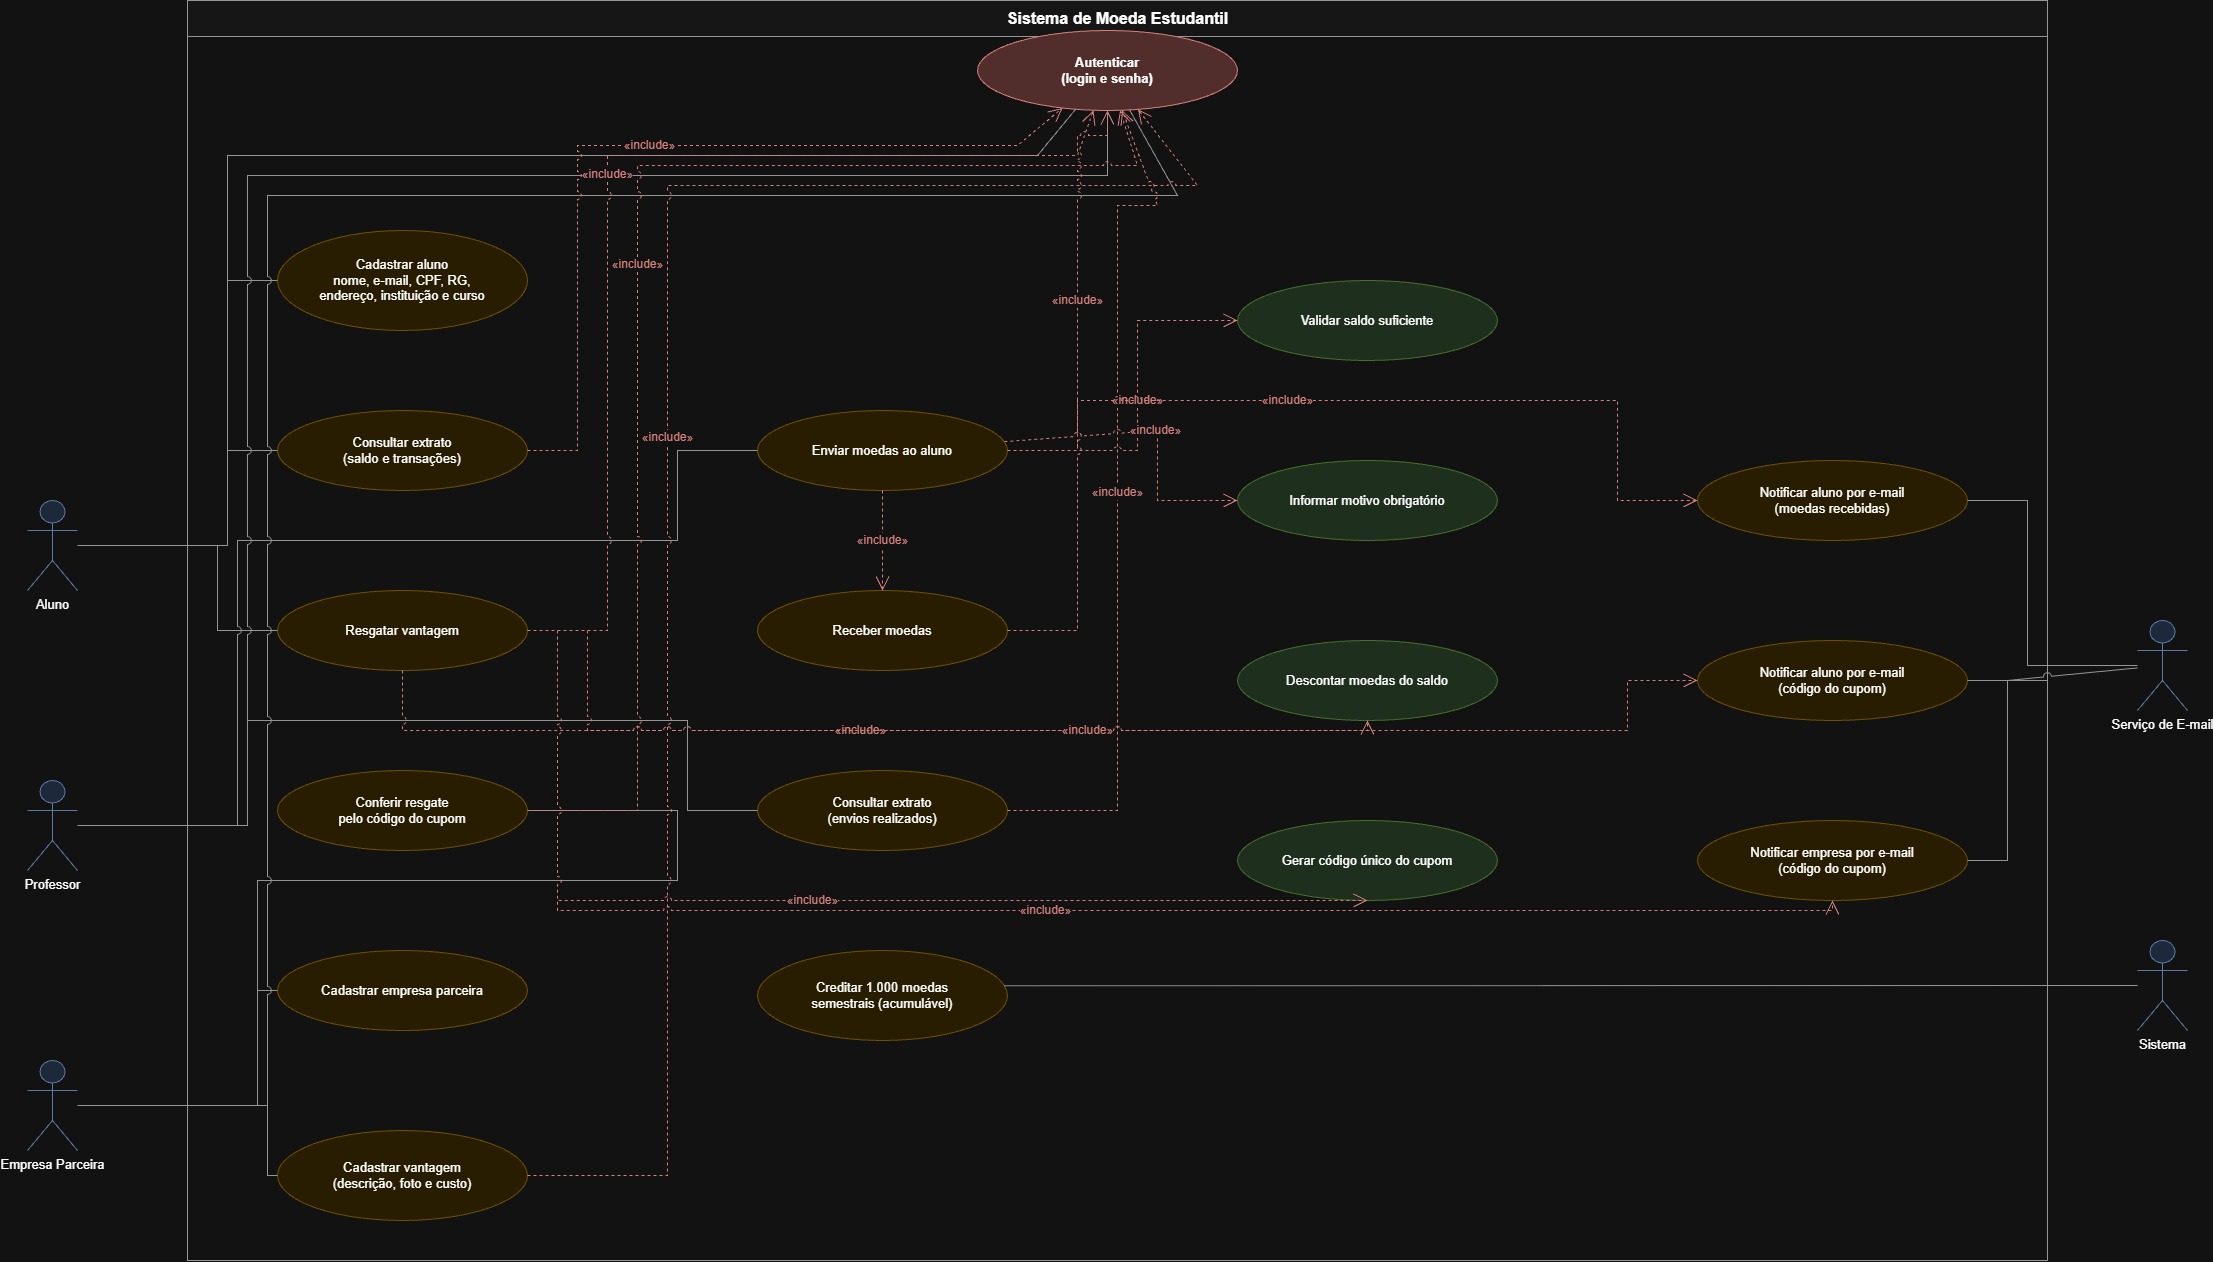 Sistema de Moeda Estudantil
Autenticar
(login e senha)
«include»
«include»
«include»
Cadastrar aluno
nome, e-mail, CPF, RG,
endereço, instituição e curso
«include»
Validar saldo suficiente
«include»
«include»
«include»
«include»
Consultar extrato
(saldo e transações)
Enviar moedas ao aluno
«include»
Informar motivo obrigatório
Notificar aluno por e-mail
(moedas recebidas)
«include»
Aluno
Resgatar vantagem
Receber moedas
Descontar moedas do saldo
Notificar aluno por e-mail
(código do cupom)
Serviço de E-mail
«include»
«include»
Conferir resgate
pelo código do cupom
Consultar extrato
(envios realizados)
Gerar código único do cupom
Notificar empresa por e-mail
(código do cupom)
Professor
«include»
«include»
Cadastrar empresa parceira
Creditar 1.000 moedas
semestrais (acumulável)
Sistema
Empresa Parceira
Cadastrar vantagem
(descrição, foto e custo)